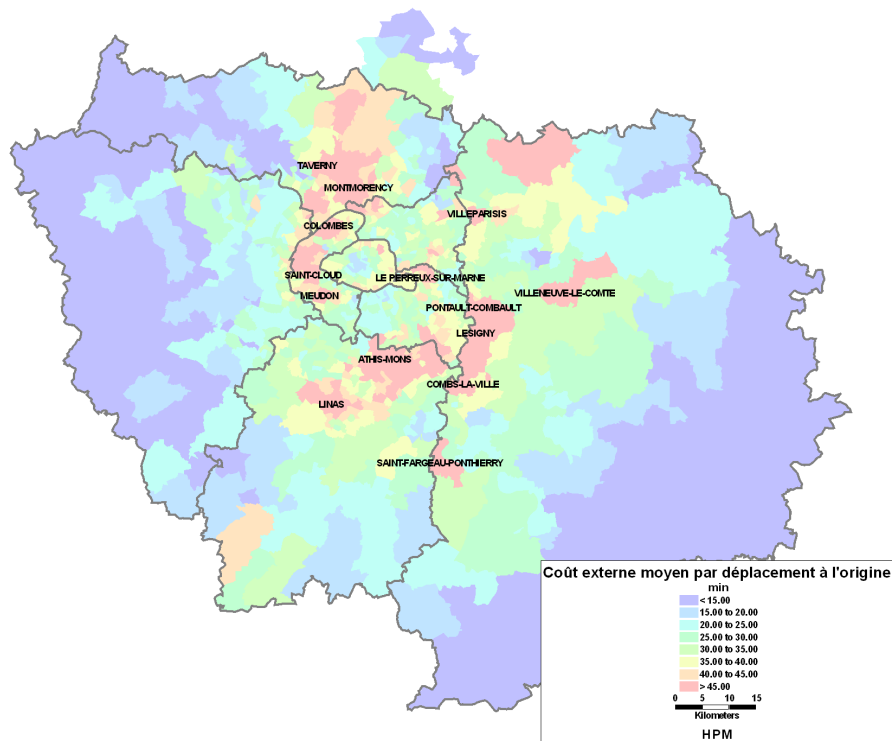 TAVERNY
MONTMORENCY
VILLEPARISIS
COLOMBES
SAINT-CLOUD
LE PERREUX-SUR-MARNE
MEUDON
VILLENEUVE-LE-COMTE
PONTAULT-COMBAULT
LESIGNY
ATHIS-MONS
COMBS-LA-VILLE
LINAS
SAINT-FARGEAU-PONTHIERRY
Coût externe moyen par déplacement à l'origine
min
< 15.00
15.00 to 20.00
20.00 to 25.00
25.00 to 30.00
30.00 to 35.00
35.00 to 40.00
40.00 to 45.00
> 45.00
0 5 10 15
Kilometers
HPM